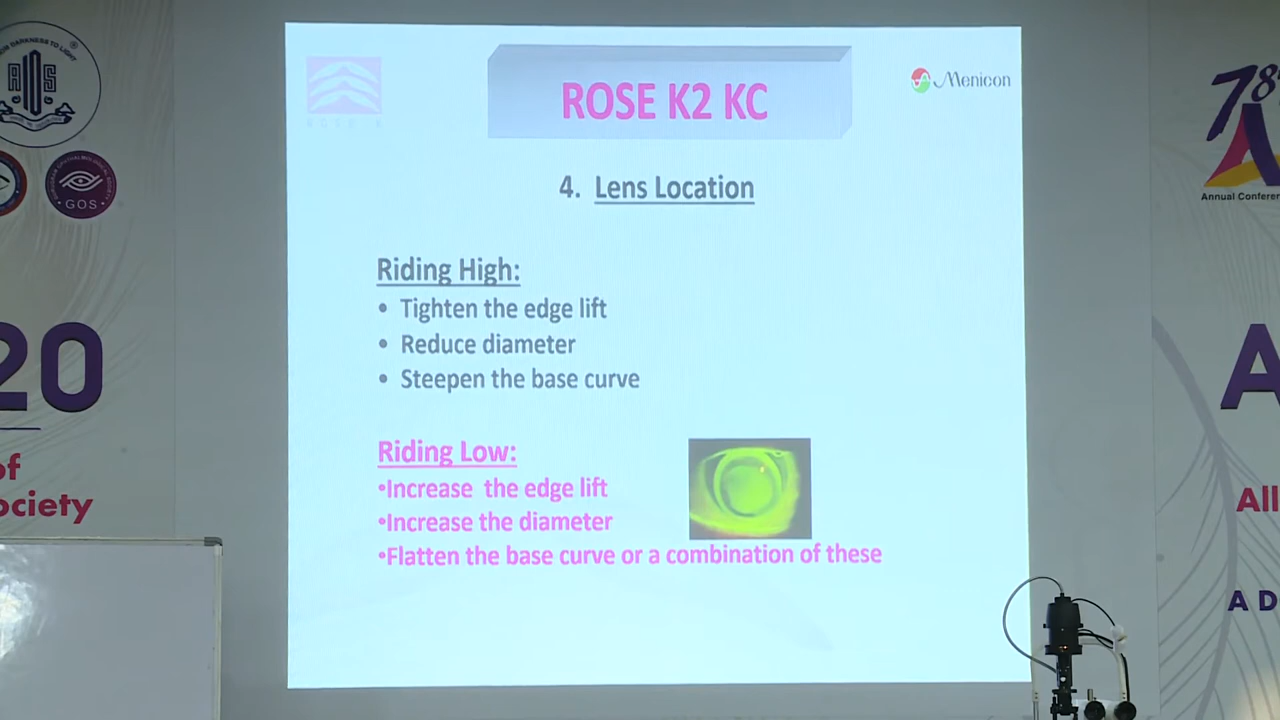 ROSE K2 KC
Menicon
4. Lens Location
Riding High:
• Tighten the edge lift
• Reduce diameter
• Steepen the base curve
Riding Low:
•Increase the edge lift
•Increase the diameter
•Flatten the base curve or a combination of these
AIOS
GOS
20
of
ociety
78
Annual Conferen
A
All
A D